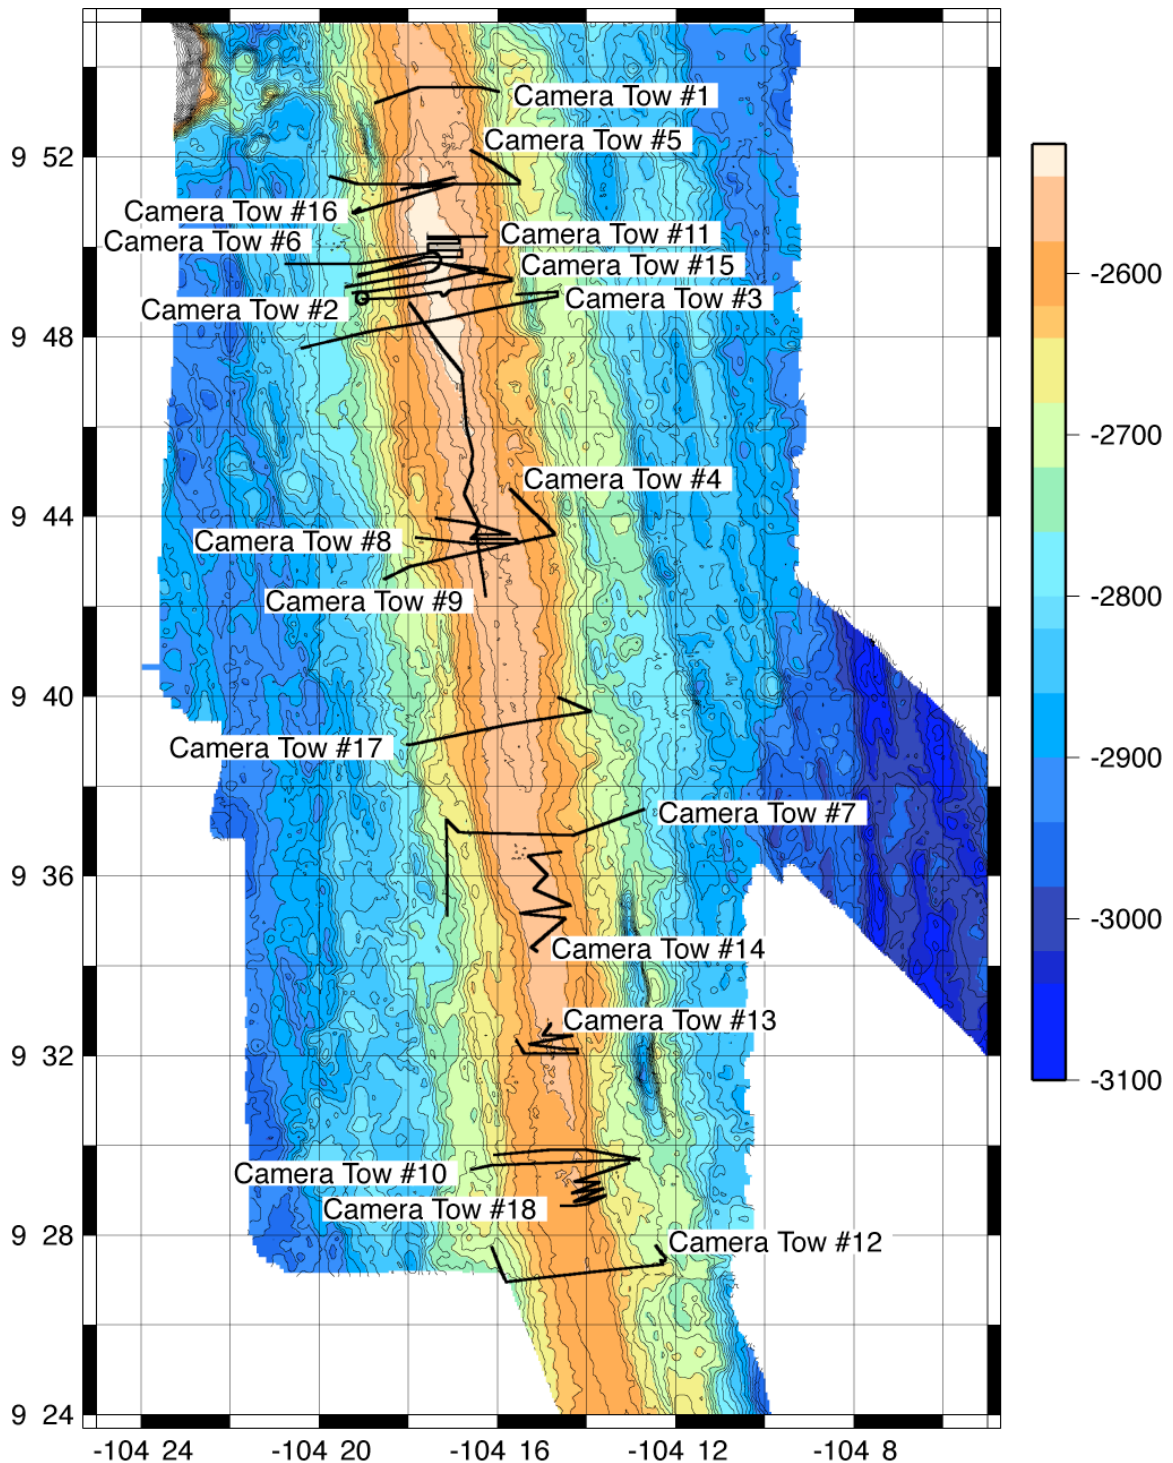 Camera Tow #1
Camera Tow #5
9 52
Camera Tow #16
Camera Tow #11
Camera Tow #6
Camera Tow #15
-2600
Camera Tow #3
Camera Tow #2
9 48
-2700
Camera Tow #4
9 44
Camera Tow #8
-2800
Camera Tow #9
9 40
Camera Tow #17
-2900
Camera Tow #7
9 36
-3000
Camera Tow #14
Camera Tow #13
9 32
-3100
Camera Tow #10
Camera Tow #18
9 28
Camera Tow #12
9 24
-104 24
-104 20
-104 16
-104 12
-104 8